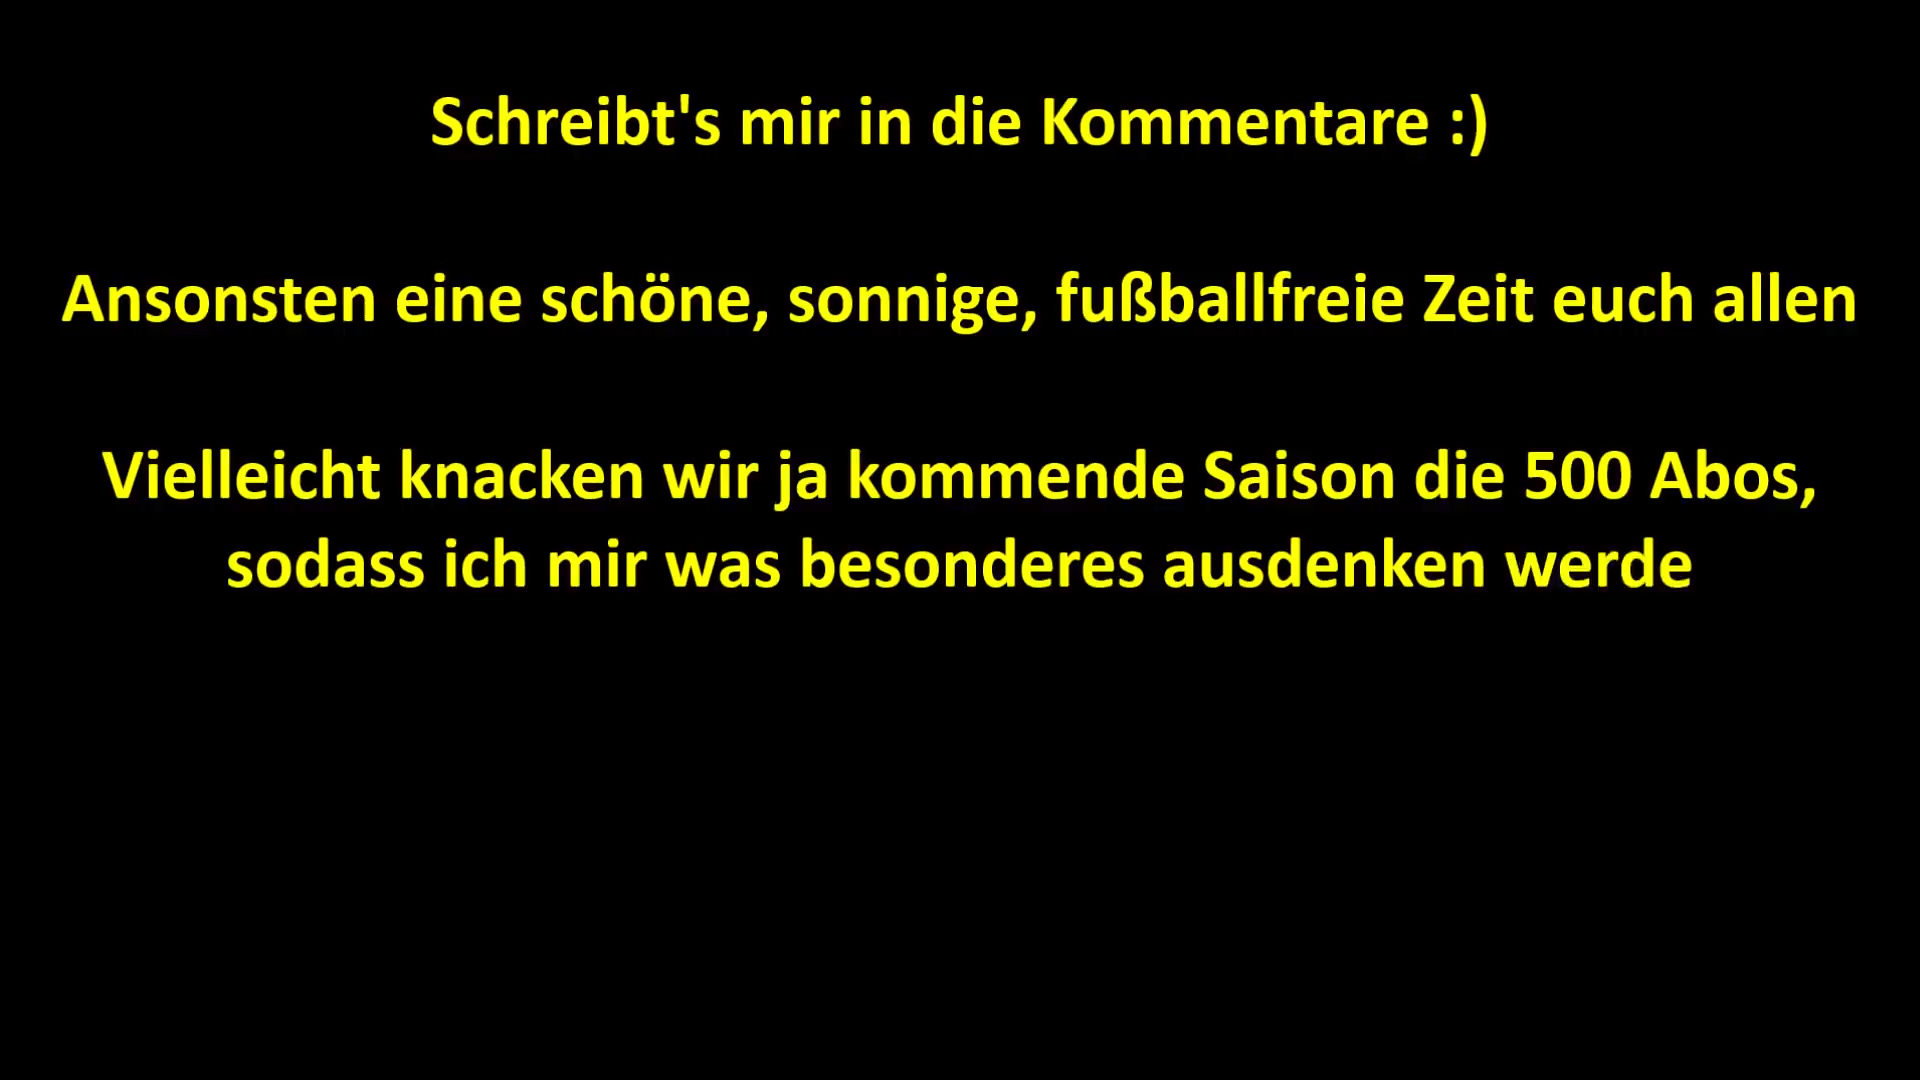 Schreibt's mir in die Kommentare :)
Ansonsten eine schöne, sonnige, fußballfreie Zeit euch allen
Vielleicht knacken wir ja kommende Saison die 500 Abos,
sodass ich mir was besonderes ausdenken werde